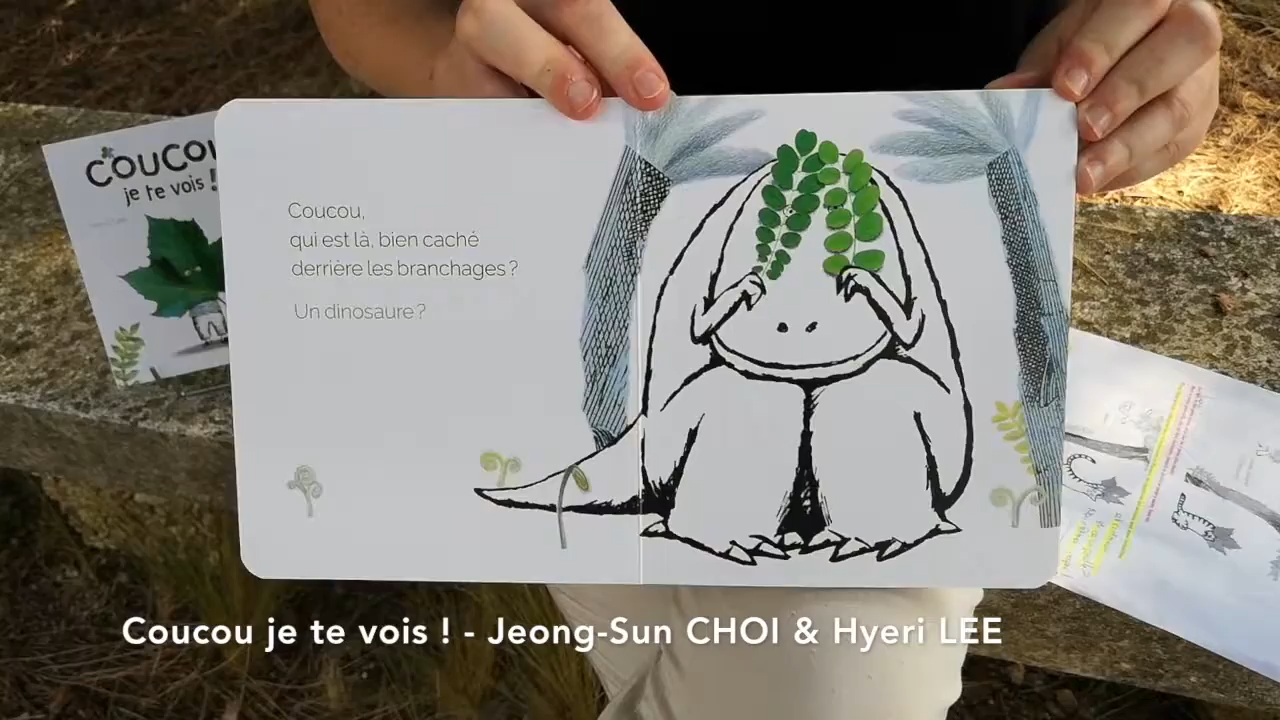 COUCOU
je te vois !
Coucou,
qui est là, bien caché
derrière les branchages ?
Un dinosaure ?
Coucou je te vois ! - Jeong-Sun CHOI & Hyeri LEE